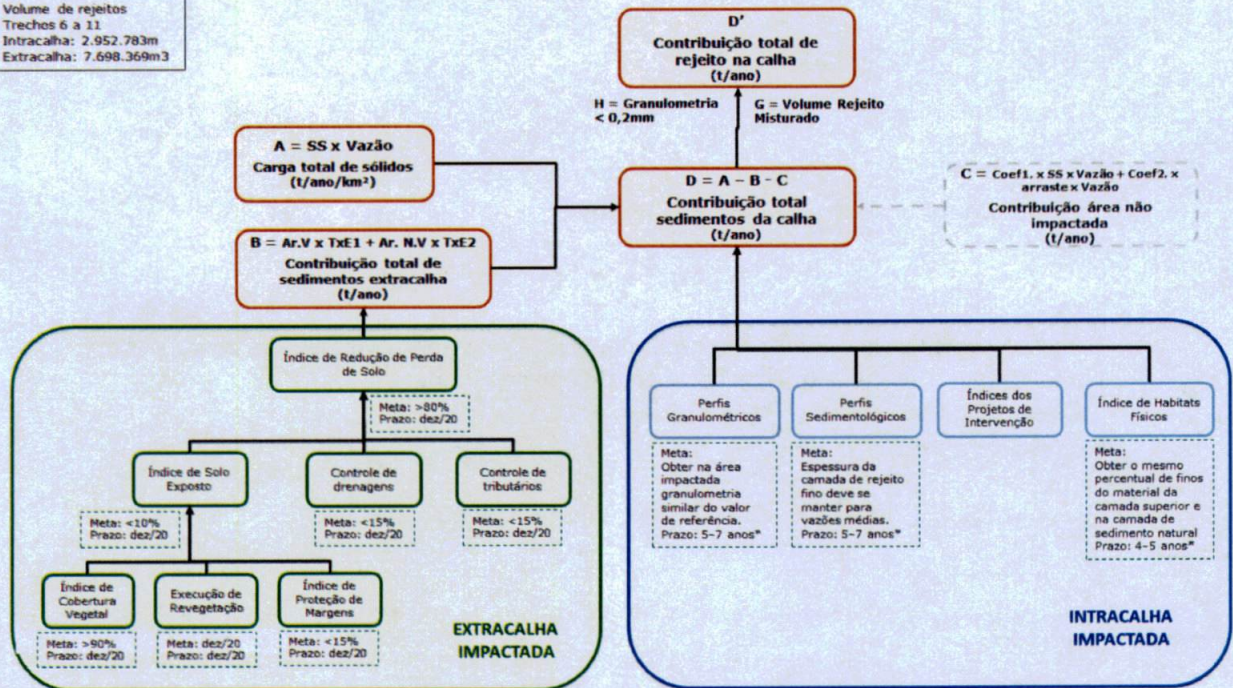 Volume de rejeitos
Trechos 6 a 11
Intracalha: 2.952.783m
Extracalha: 7.698.369m3
D'
Contribuição total de
rejeito na calha
(t/ano)
H = Granulometria
< 0,2mm
G = Volume Rejeito
Misturado
A = SS x Vazão
Carga total de sólidos
(t/ano/km²)
D = A – B - C
Contribuição total
sedimentos da calha
(t/ano)
C = Coef1. x SS x Vazão + Coef2. x
arraste x Vazão
Contribuição área não
impactada
(t/ano)
B = Ar.V x TxE1 + Ar. N.V x TxE2
Contribuição total de
sedimentos extracalha
(t/ano)
Índice de Redução de Perda
de Solo
Meta: >80%
Prazo: dez/20
Índice de Solo
Exposto
Controle de
drenagens
Controle de
tributários
Meta: <10%
Prazo: dez/20
Meta: <15%
Prazo: dez/20
Meta: <15%
Prazo: dez/20
Índice de
Cobertura
Vegetal
Execução de
Revegetação
Índice de
Proteção de
Margens
Meta: >90%
Prazo: dez/20
Meta: dez/20
Prazo: dez/20
Meta: <15%
Prazo: dez/20
EXTRACALHA
IMPACTADA
Perfis
Granulométricos
Perfis
Sedimentológicos
Índices dos
Projetos de
Intervenção
Índice de Habitats
Físicos
Meta:
Obter na área
impactada
granulometria
similar do valor
de referência.
Prazo: 5–7 anos*
Meta:
Espessura da
camada de rejeito
fino deve se
manter para
vazões médias.
Prazo: 5–7 anos*
Meta:
Obter o mesmo
percentual de finos
do material da
camada superior e
na camada de
sedimento natural
Prazo: 4–5 anos*
INTRACALHA
IMPACTADA